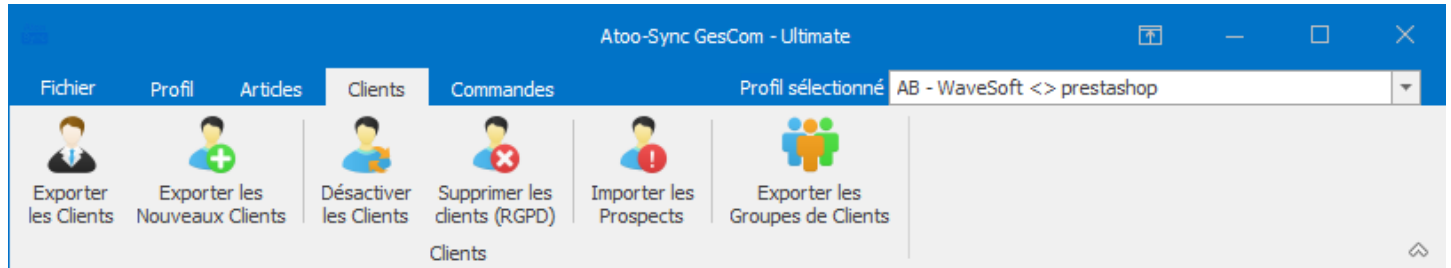 Atoo-Sync GesCom - Ultimate
Fichier Profil Articles Clients Commandes Profil sélectionné AB - WaveSoft <> prestashop
Exporter
les Clients
Exporter les
Nouveaux Clients
Désactiver
les Clients
Supprimer les
clients (RGPD)
Importer les
Prospects
Exporter les
Groupes de Clients
Clients